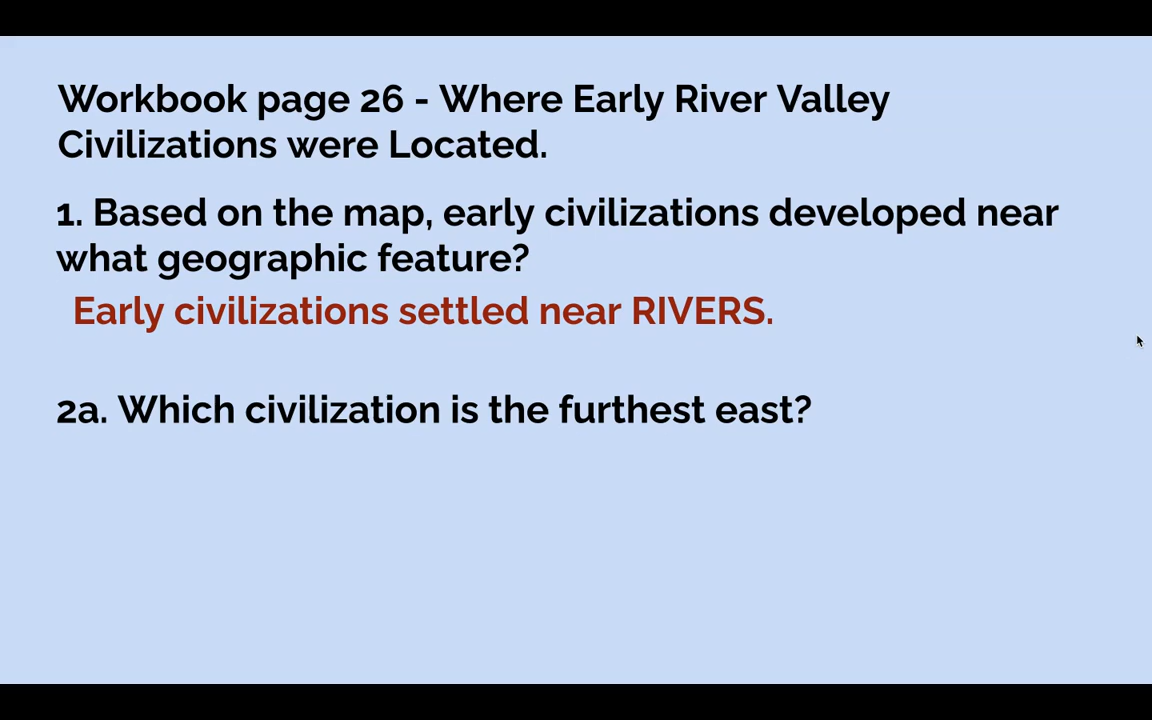 Workbook page 26 - Where Early River Valley
Civilizations were Located.
1. Based on the map, early civilizations developed near
what geographic feature?
Early civilizations settled near RIVERS.
2a. Which civilization is the furthest east?